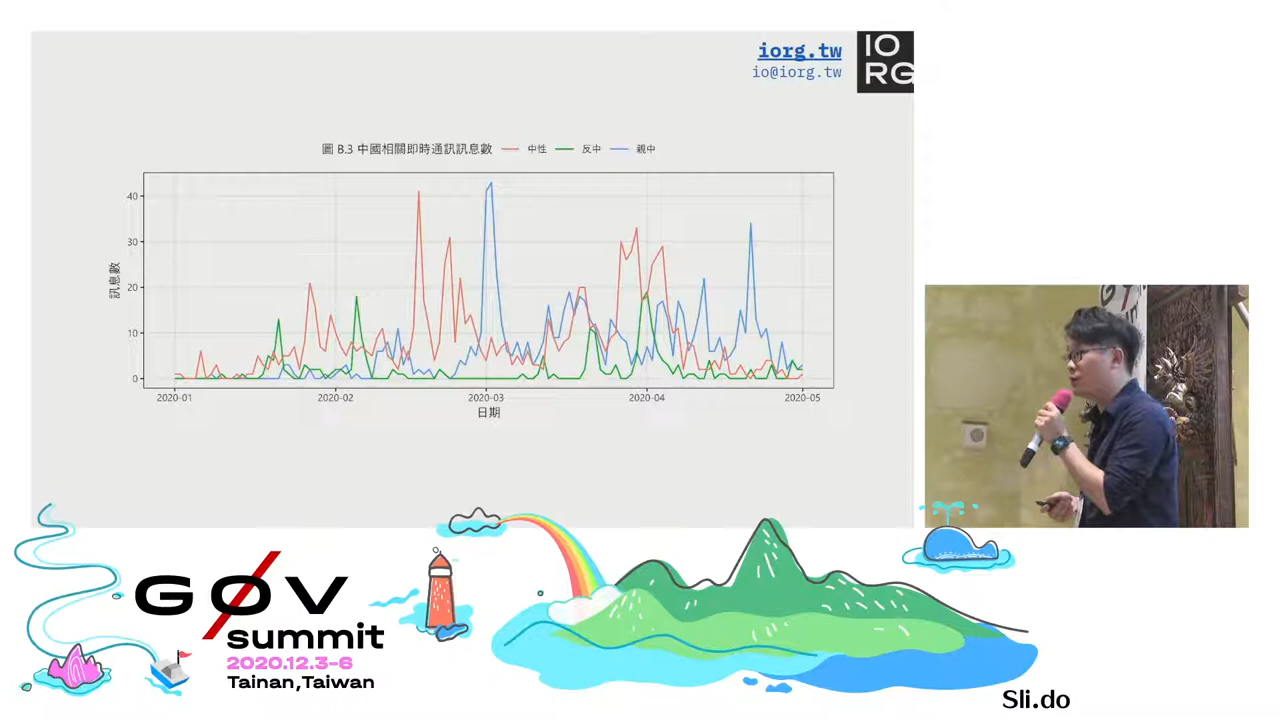 iorg.tw
io@iorg.tw
IO
RG
圖 B.3 中國相關即時通訊訊息數 中性 反中 親中
訊息數
40
30
20
10
0
2020-01 2020-02 2020-03 2020-04 2020-05
日期
G0V
summit
2020.12.3-6
Tainan,Taiwan
Sli.do